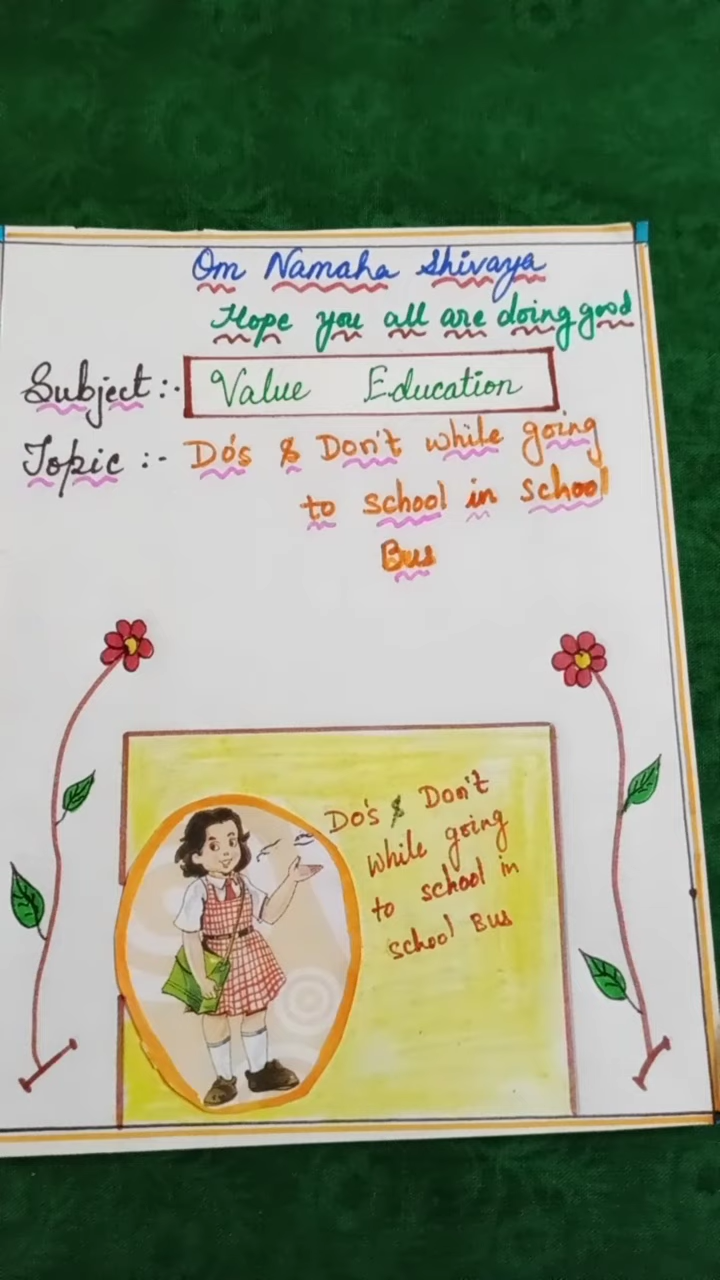 Om Namaha Shivaya
Hope you all are doing good
Subject :- Value Education
Topic :- Do's & Don't while going
to school in school
Bus
Do's & Don't
while going
to school in
school Bus